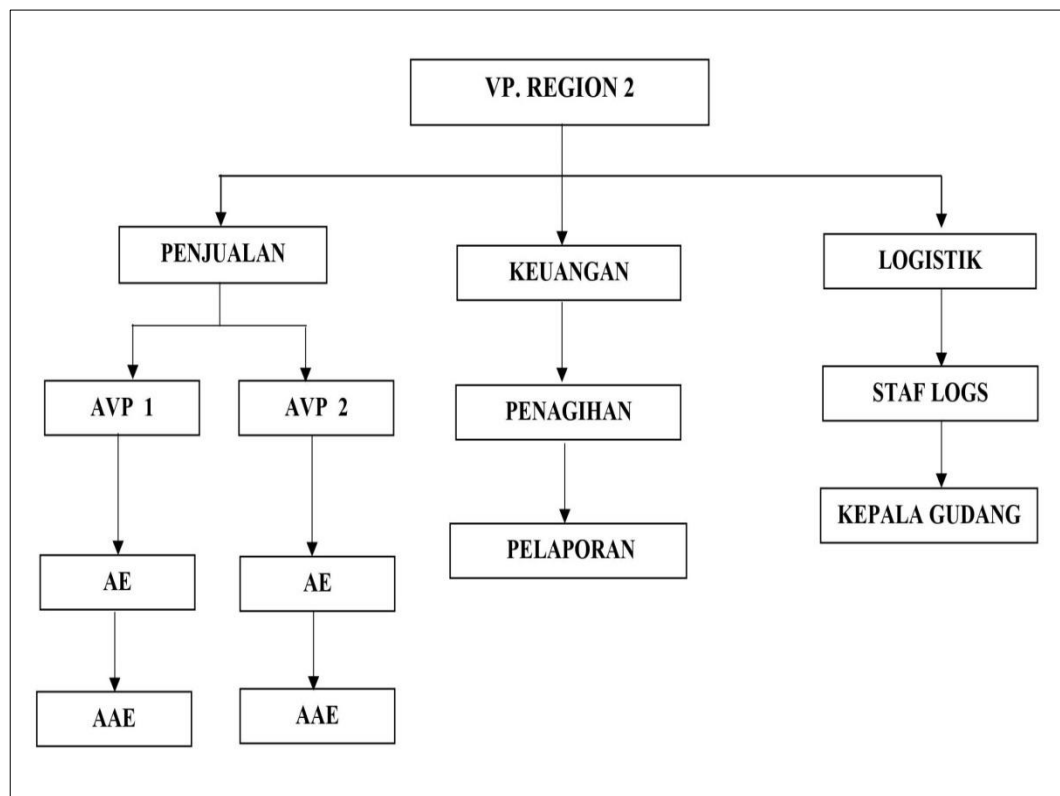 VP. REGION 2
PENJUALAN
KEUANGAN
LOGISTIK
AVP 1
AVP 2
PENAGIHAN
STAF LOGS
AE
AE
PELAPORAN
KEPALA GUDANG
AAE
AAE